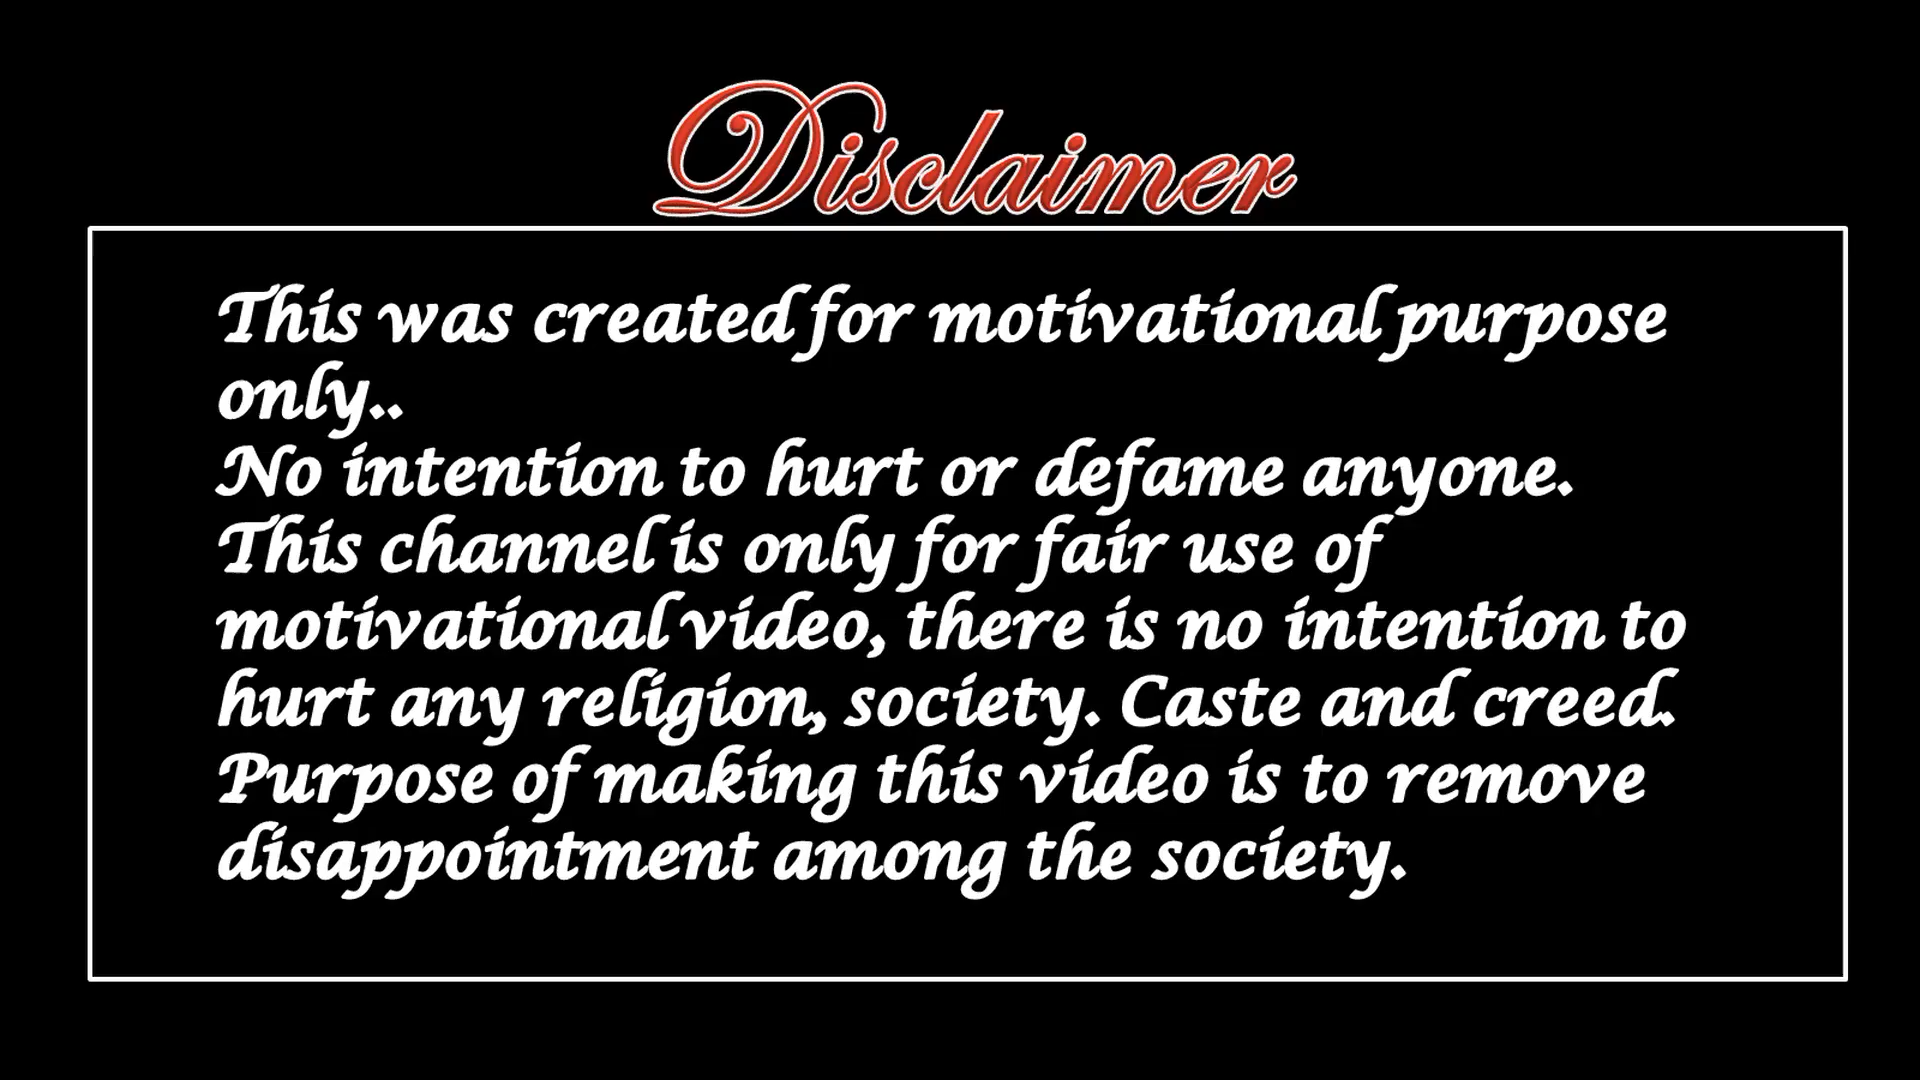 Disclaimer
This was created for motivational purpose
only..
No intention to hurt or defame anyone.
This channel is only for fair use of
motivational video, there is no intention to
hurt any religion, society. Caste and creed.
Purpose of making this video is to remove
disappointment among the society.